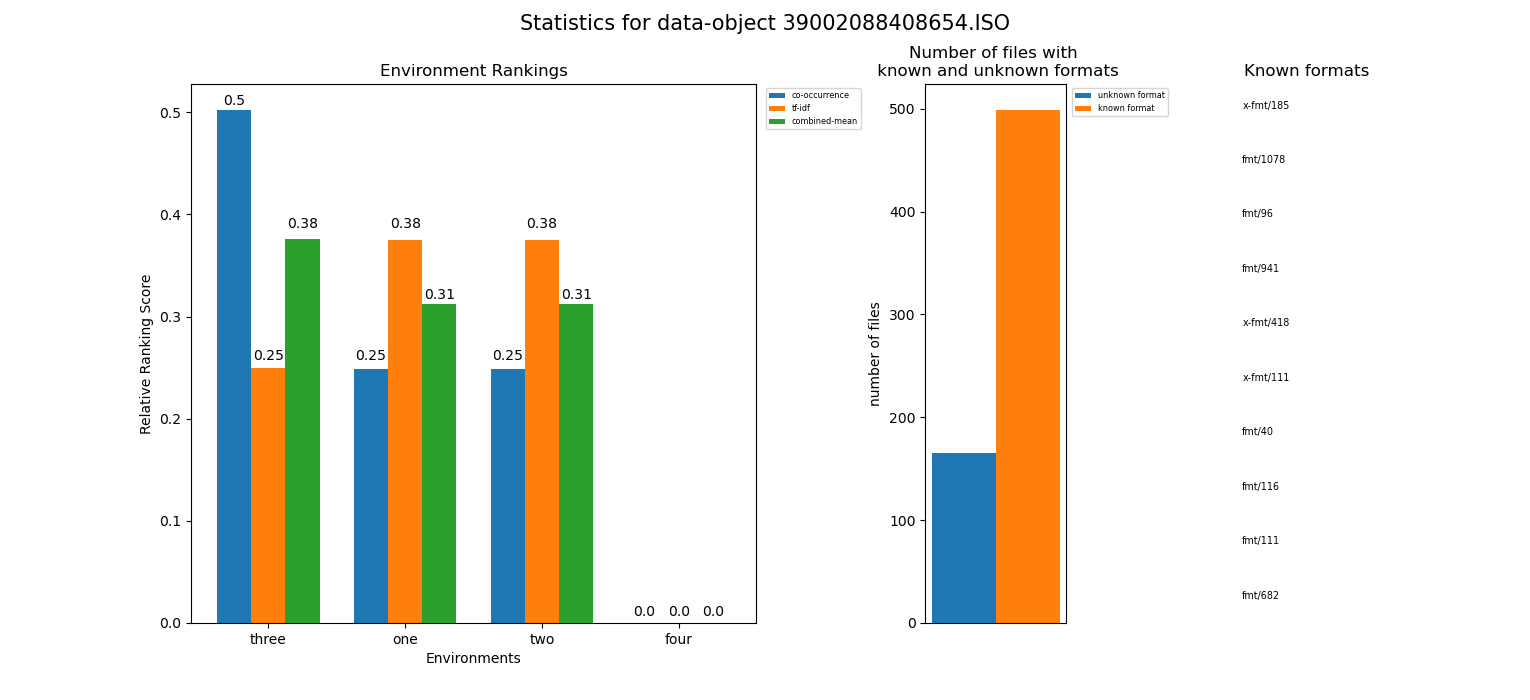 Statistics for data-object 39002088408654.ISO
Environment Rankings
0.5
0.4
0.3
0.2
0.1
0.0
Relative Ranking Score
0.5
0.25
0.38
0.25
0.38
0.31
0.25
0.38
0.31
0.0
0.0
0.0
three
one
two
four
Environments
co-occurrence
tf-idf
combined-mean
Number of files with
known and unknown formats
500
400
300
200
100
0
number of files
unknown format
known format
Known formats
x-fmt/185
fmt/1078
fmt/96
fmt/941
x-fmt/418
x-fmt/111
fmt/40
fmt/116
fmt/111
fmt/682